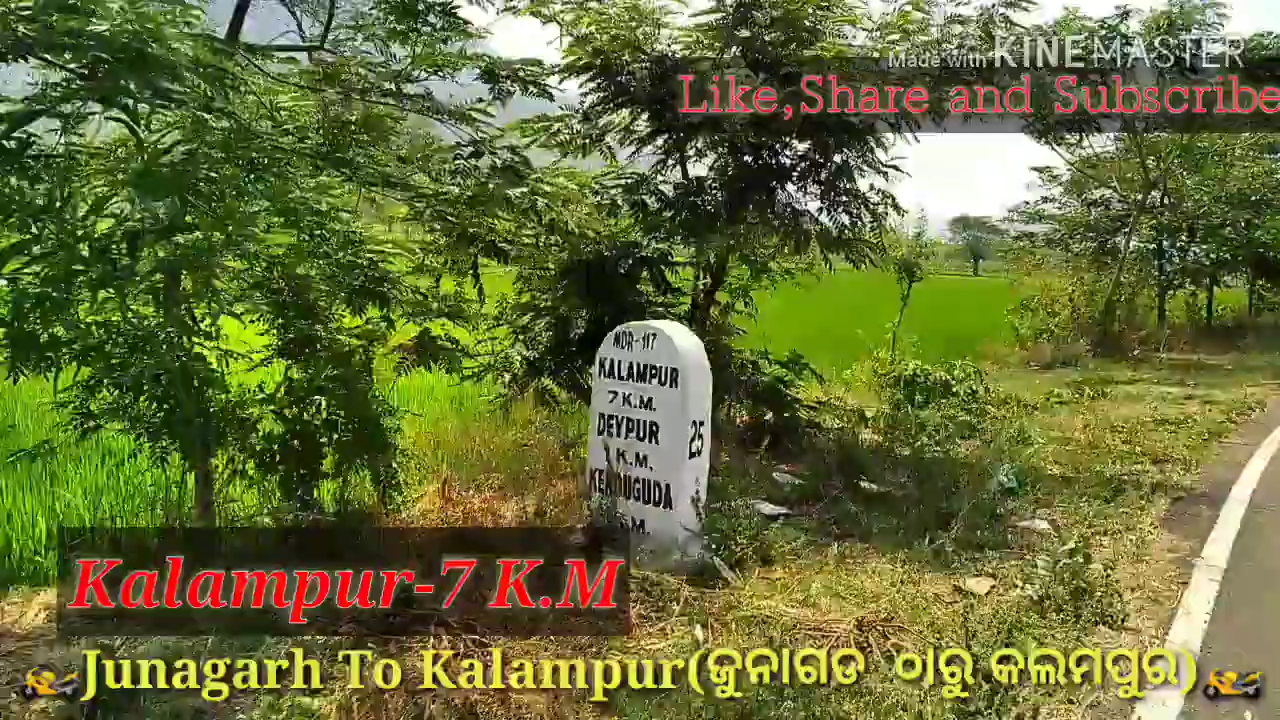 Made with KINEMASTER
Like,Share and Subscribe
MDR-117
KALAMPUR
7 K.M.
DEYPUR
1 K.M.
25
KENDUGUDA
K.M.
Kalampur-7 K.M
Junagarh To Kalampur(ଜୁନାଗଡ ଠାରୁ କଲମପୁର)